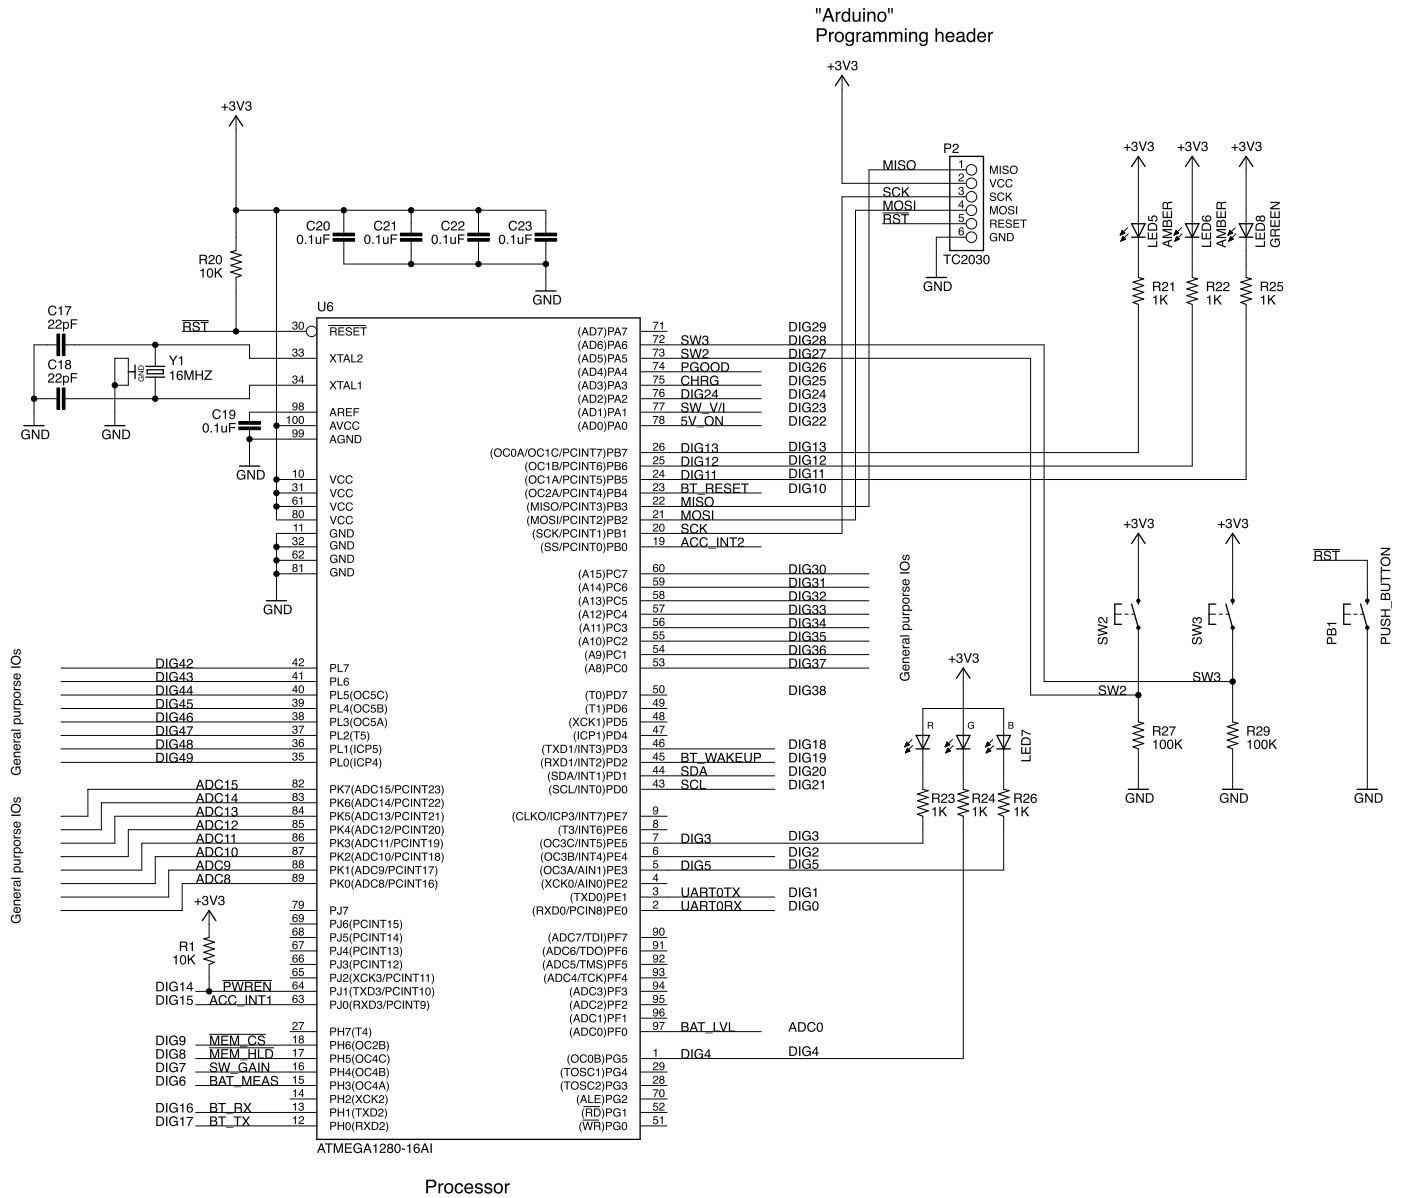 "Arduino"
Programming header
+3V3
P2
MISO 1 MISO
2 VCC
SCK 3 SCK
MOSI 4 MOSI
RST 5 RESET
6 GND
TC2030
GND
+3V3
C20
0.1uF
C21
0.1uF
C22
0.1uF
C23
0.1uF
GND
R20
10K
RST
C17
22pF
C18
22pF
GND
GND
GND
Y1
16MHZ
C19
0.1uF
GND
GND
U6
30 RESET
33 XTAL2
34 XTAL1
98 AREF
100 AVCC
99 AGND
10 VCC
31 VCC
61 VCC
80 VCC
11 GND
32 GND
62 GND
81 GND
General purporse IOs
DIG42 42 PL7
DIG43 41 PL6
DIG44 40 PL5(OC5C)
DIG45 39 PL4(OC5B)
DIG46 38 PL3(OC5A)
DIG47 37 PL2(T5)
DIG48 36 PL1(ICP5)
DIG49 35 PL0(ICP4)
General purporse IOs
ADC15 82 PK7(ADC15/PCINT23)
ADC14 83 PK6(ADC14/PCINT22)
ADC13 84 PK5(ADC13/PCINT21)
ADC12 85 PK4(ADC12/PCINT20)
ADC11 86 PK3(ADC11/PCINT19)
ADC10 87 PK2(ADC10/PCINT18)
ADC9 88 PK1(ADC9/PCINT17)
ADC8 89 PK0(ADC8/PCINT16)
+3V3
R1
10K
79 PJ7
69 PJ6(PCINT15)
68 PJ5(PCINT14)
67 PJ4(PCINT13)
66 PJ3(PCINT12)
65 PJ2(XCK3/PCINT11)
DIG14 PWREN 64 PJ1(TXD3/PCINT10)
DIG15 ACC_INT1 63 PJ0(RXD3/PCINT9)
27 PH7(T4)
DIG9 MEM_CS 18 PH6(OC2B)
DIG8 MEM_HLD 17 PH5(OC4C)
DIG7 SW_GAIN 16 PH4(OC4B)
DIG6 BAT_MEAS 15 PH3(OC4A)
14 PH2(XCK2)
DIG16 BT_RX 13 PH1(TXD2)
DIG17 BT_TX 12 PH0(RXD2)
ATMEGA1280-16AI
(AD7)PA7 71 DIG29
(AD6)PA6 72 SW3 DIG28
(AD5)PA5 73 SW2 DIG27
(AD4)PA4 74 PGOOD DIG26
(AD3)PA3 75 CHRG DIG25
(AD2)PA2 76 DIG24 DIG24
(AD1)PA1 77 SW_V/I DIG23
(AD0)PA0 78 5V_ON DIG22
(OC0A/OC1C/PCINT7)PB7 26 DIG13 DIG13
(OC1B/PCINT6)PB6 25 DIG12 DIG12
(OC1A/PCINT5)PB5 24 DIG11 DIG11
(OC2A/PCINT4)PB4 23 BT_RESET DIG10
(MISO/PCINT3)PB3 22 MISO
(MOSI/PCINT2)PB2 21 MOSI
(SCK/PCINT1)PB1 20 SCK
(SS/PCINT0)PB0 19 ACC_INT2
(A15)PC7 60 DIG30
(A14)PC6 59 DIG31
(A13)PC5 58 DIG32
(A12)PC4 57 DIG33
(A11)PC3 56 DIG34
(A10)PC2 55 DIG35
(A9)PC1 54 DIG36
(A8)PC0 53 DIG37
General purporse IOs
(T0)PD7 50 DIG38
(T1)PD6 49
(XCK1)PD5 48
(ICP1)PD4 47
(TXD1/INT3)PD3 46 DIG18
(RXD1/INT2)PD2 45 BT_WAKEUP DIG19
(SDA/INT1)PD1 44 SDA DIG20
(SCL/INT0)PD0 43 SCL DIG21
(CLKO/ICP3/INT7)PE7 9
(T3/INT6)PE6 8
(OC3C/INT5)PE5 7 DIG3 DIG3
(OC3B/INT4)PE4 6 DIG2
(OC3A/AIN1)PE3 5 DIG5 DIG5
(XCK0/AIN0)PE2 4
(TXD0)PE1 3 UART0TX DIG1
(RXD0/PCIN8)PE0 2 UART0RX DIG0
(ADC7/TDI)PF7 90
(ADC6/TDO)PF6 91
(ADC5/TMS)PF5 92
(ADC4/TCK)PF4 93
(ADC3)PF3 94
(ADC2)PF2 95
(ADC1)PF1 96
(ADC0)PF0 97 BAT_LVL ADC0
(OC0B)PG5 1 DIG4 DIG4
(TOSC1)PG4 29
(TOSC2)PG3 28
(ALE)PG2 70
(RD)PG1 52
(WR)PG0 51
+3V3
R G B
LED7
R23
1K
R24
1K
R26
1K
+3V3 +3V3 +3V3
LED5
AMBER
LED6
AMBER
LED8
GREEN
R21
1K
R22
1K
R25
1K
+3V3 +3V3
SW2
SW3
SW2
SW3
R27
100K
R29
100K
GND GND
RST
PB1
PUSH_BUTTON
GND
Processor